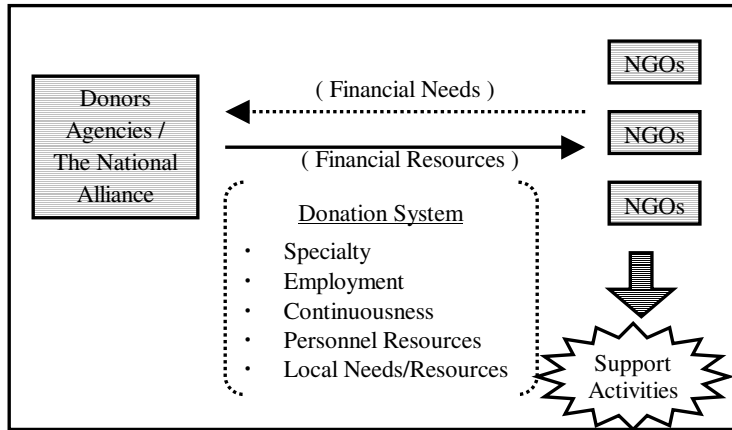 Donors
Agencies /
The National
Alliance
( Financial Needs )
( Financial Resources )
NGOs
NGOs
NGOs
Donation System
・ Specialty
・ Employment
・ Continuousness
・ Personnel Resources
・ Local Needs/Resources
Support
Activities